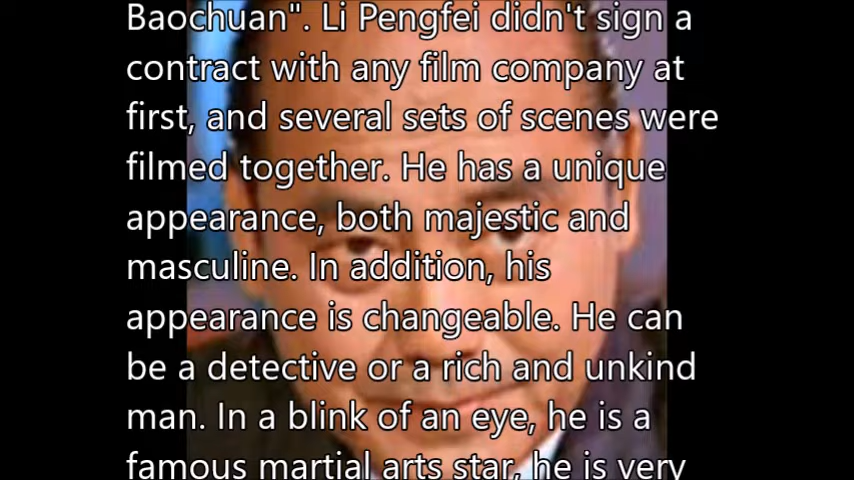 Baochuan". Li Pengfei didn't sign a
contract with any film company at
first, and several sets of scenes were
filmed together. He has a unique
appearance, both majestic and
masculine. In addition, his
appearance is changeable. He can
be a detective or a rich and unkind
man. In a blink of an eye, he is a
famous martial arts star, he is very